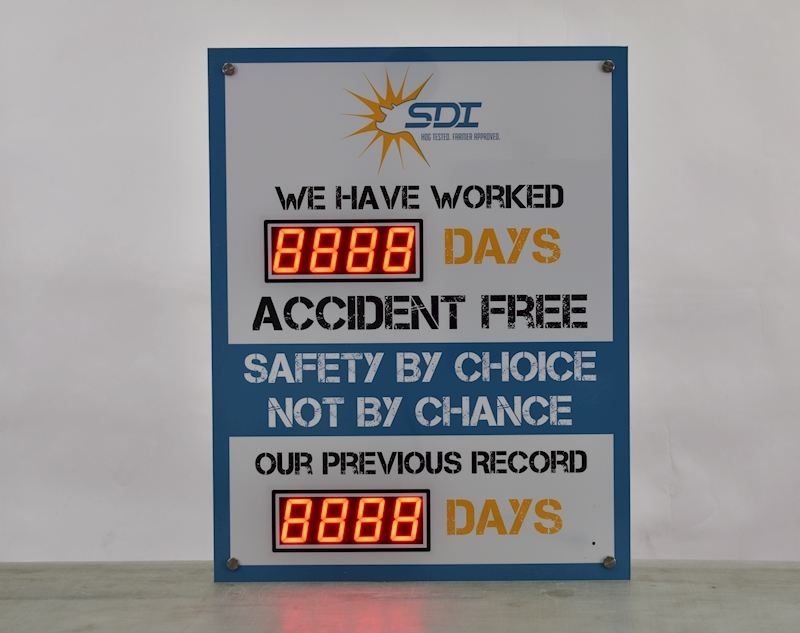 SDI
HOG TESTED. FARMER APPROVED.
WE HAVE WORKED
8888 DAYS
ACCIDENT FREE
SAFETY BY CHOICE
NOT BY CHANCE
OUR PREVIOUS RECORD
8888 DAYS